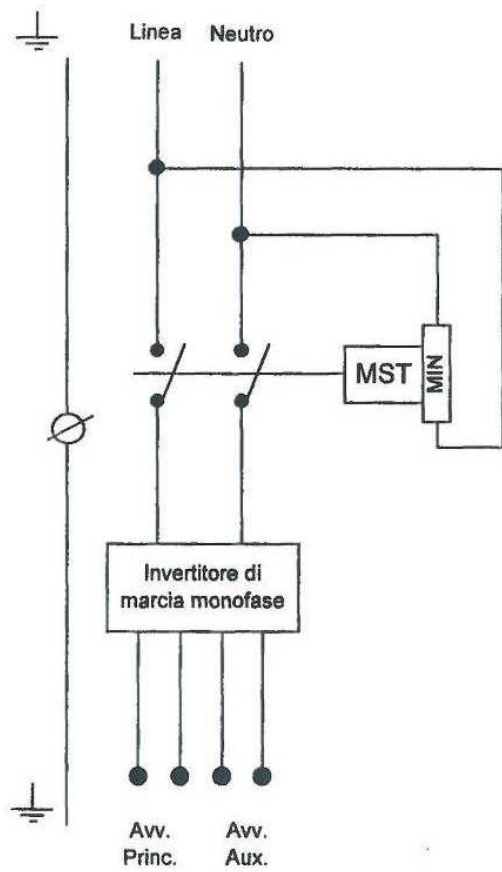 Linea Neutro
MST
MIN
Invertitore di
marcia monofase
Avv. Avv.
Princ. Aux.